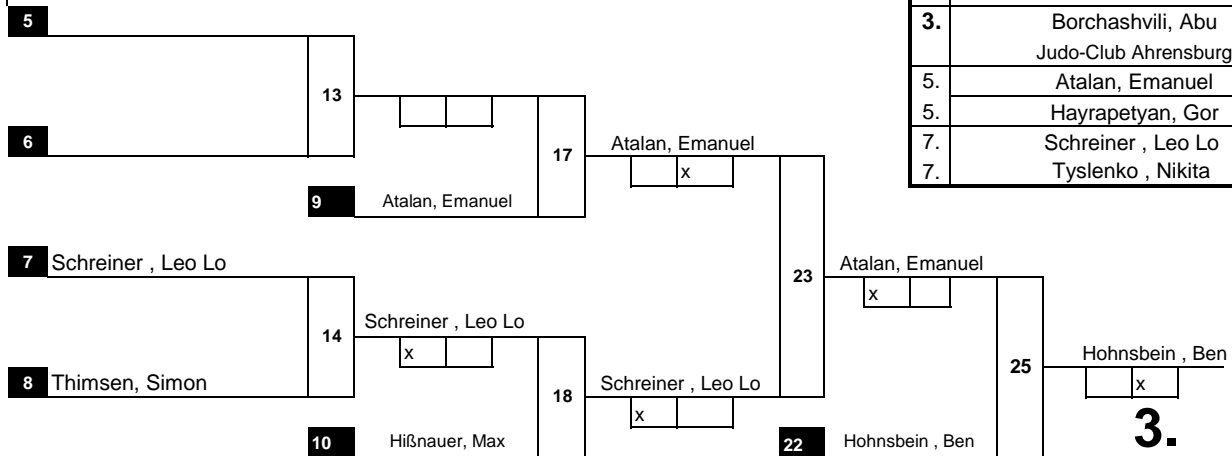 5
3. Borchashvili, Abu
Judo-Club Ahrensburg
5. Atalan, Emanuel
5. Hayrapetyan, Gor
7. Schreiner , Leo Lo
7. Tyslenko , Nikita
13
6
17
Atalan, Emanuel
x
9 Atalan, Emanuel
7 Schreiner , Leo Lo
23
Atalan, Emanuel
x
14
Schreiner , Leo Lo
x
25
Hohnsbein , Ben
x
8 Thimsen, Simon
18
Schreiner , Leo Lo
x
3.
10 Hißnauer, Max
22 Hohnsbein , Ben